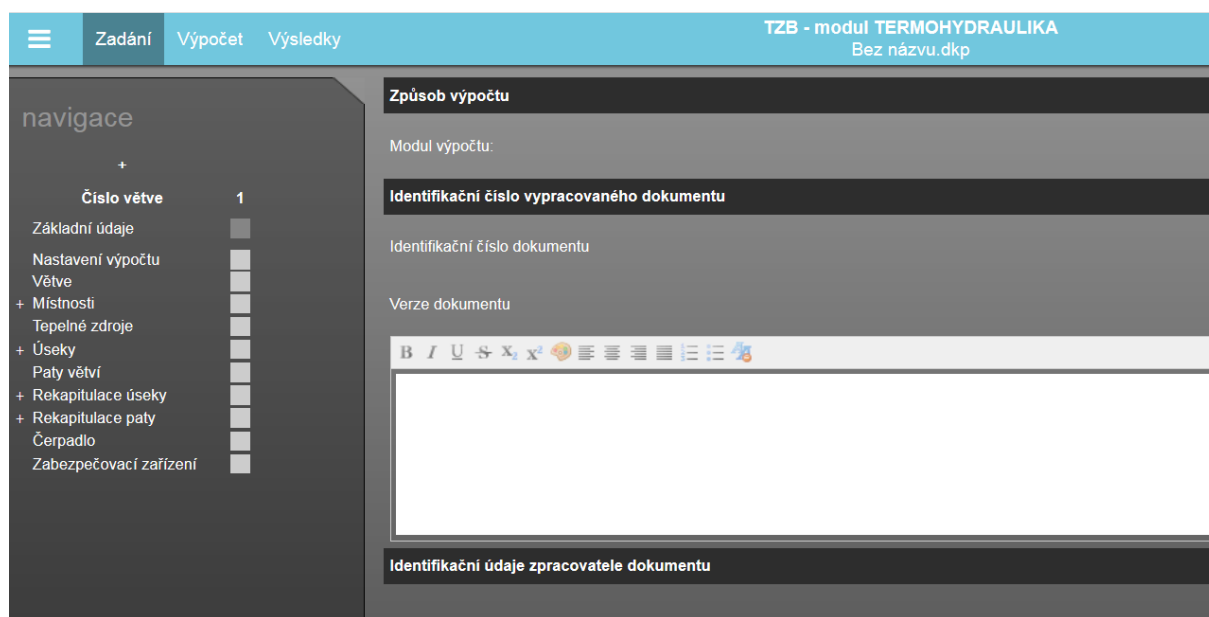 Zadání Výpočet Výsledky
TZB - modul TERMOHYDRAULIKA
Bez názvu.dkp
navigace
+
Číslo větve 1
Základní údaje
Nastavení výpočtu
Větve
+ Místnosti
Tepelné zdroje
+ Úseky
Paty větví
+ Rekapitulace úseky
+ Rekapitulace paty
Čerpadlo
Zabezpečovací zařízení
Způsob výpočtu
Modul výpočtu:
Identifikační číslo vypracovaného dokumentu
Identifikační číslo dokumentu
Verze dokumentu
B I U S X₂ X²
Identifikační údaje zpracovatele dokumentu